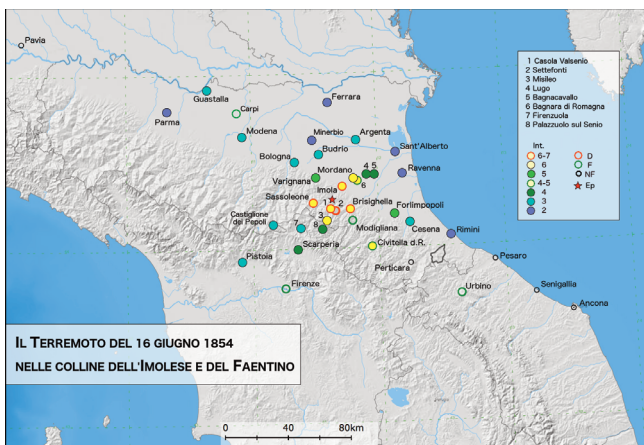 Pavia
Guastalla
Carpi
Ferrara
Parma
Modena
Minerbio
Argenta
Bologna
Budrio
Sant'Alberto
Varignana
Mordano
4 5
6
Ravenna
Imola
Sassoleone
1
2
Brisighella
Forlimpopoli
Castiglione
dei Pepoli
7
3
8
Modigliana
Cesena
Scarperia
Civitella d.R.
Rimini
Pistoia
Perticara
Pesaro
Firenze
Urbino
Senigallia
Ancona
1 Casola Valsenio
2 Settefonti
3 Misileo
4 Lugo
5 Bagnacavallo
6 Bagnara di Romagna
7 Firenzuola
8 Palazzuolo sul Senio
Int.
6-7
6
5
4-5
4
3
2
D
F
NF
Ep
IL TERREMOTO DEL 16 GIUGNO 1854
NELLE COLLINE DELL'IMOLESE E DEL FAENTINO
0 40 80km